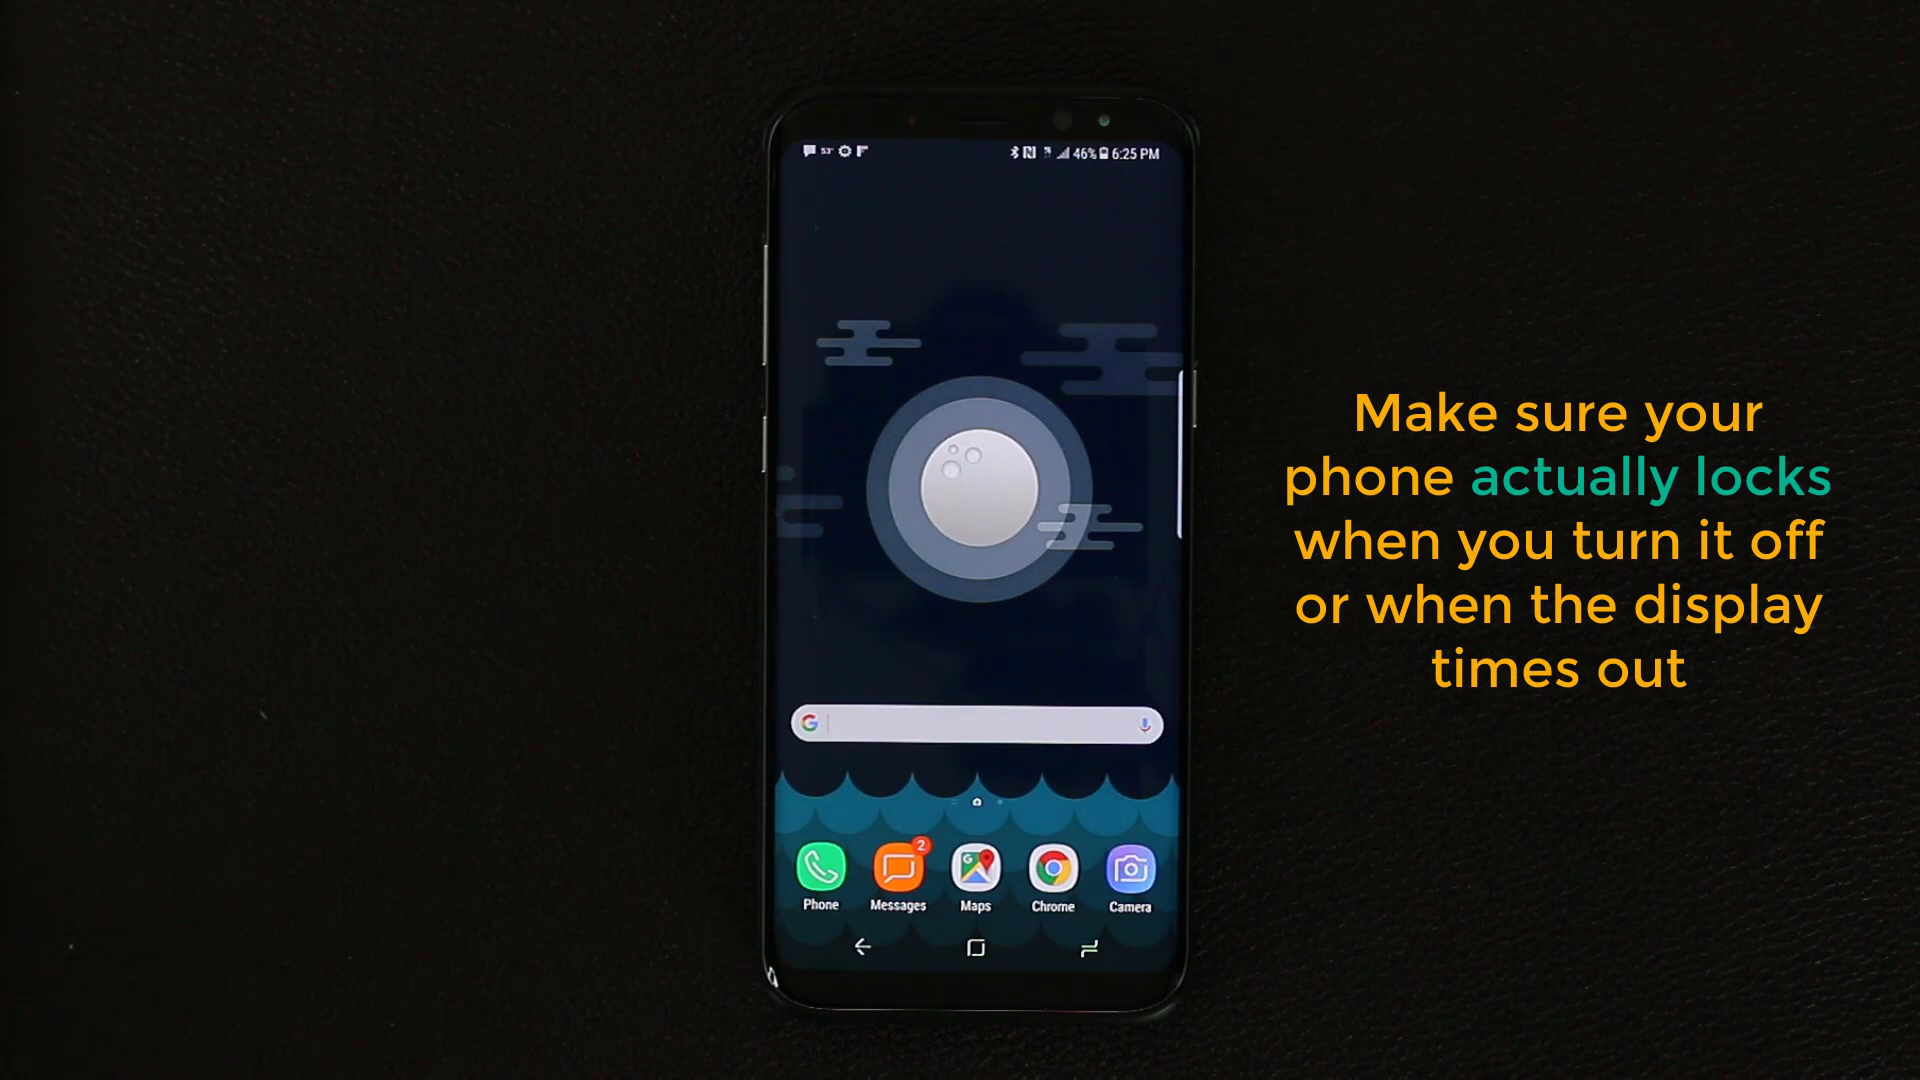 53°
46% 6:25 PM
Make sure your
phone actually locks
when you turn it off
or when the display
times out
G
2
Phone Messages Maps Chrome Camera